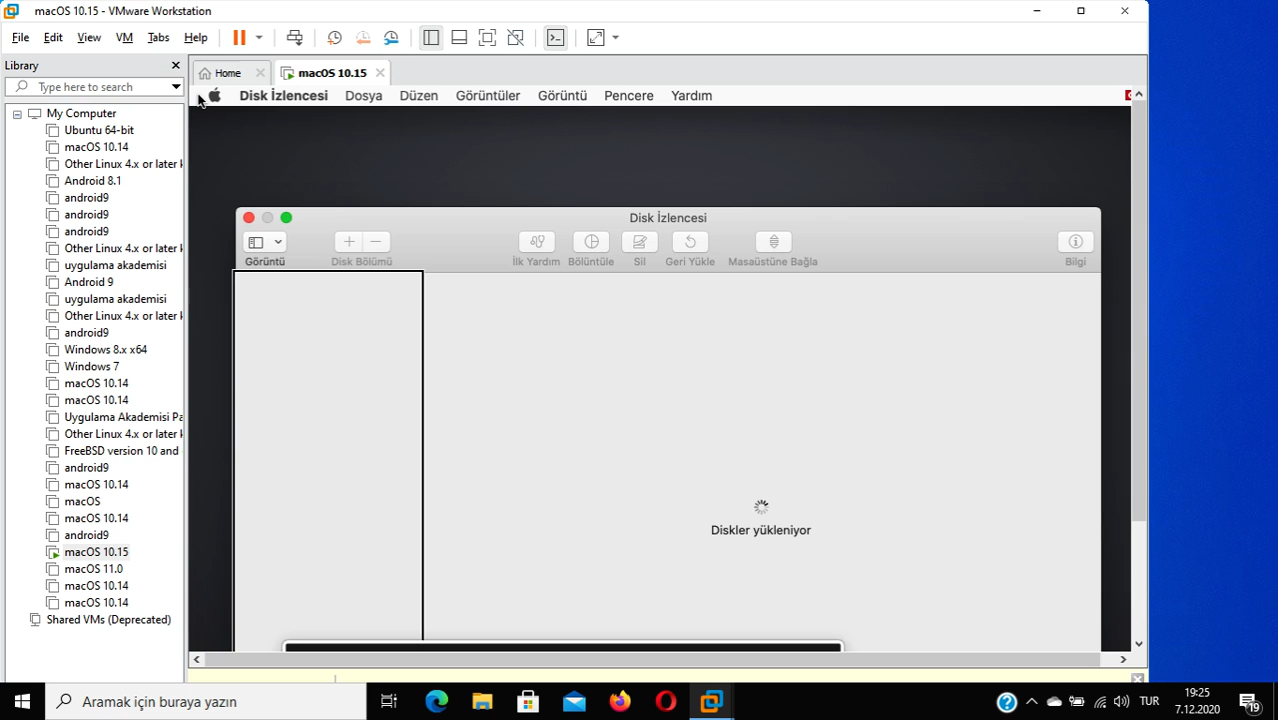 macOS 10.15 - VMware Workstation
File Edit View VM Tabs Help
Library
Type here to search
Home
macOS 10.15
Disk İzlencesi Dosya Düzen Görüntüler Görüntü Pencere Yardım
My Computer
Ubuntu 64-bit
macOS 10.14
Other Linux 4.x or later
Android 8.1
android9
android9
android9
Other Linux 4.x or later
uygulama akademisi
Android 9
uygulama akademisi
Other Linux 4.x or later
android9
Windows 8.x x64
Windows 7
macOS 10.14
macOS 10.14
Uygulama Akademisi Pa
Other Linux 4.x or later
FreeBSD version 10 and
android9
macOS 10.14
macOS
macOS 10.14
android9
macOS 10.15
macOS 11.0
macOS 10.14
macOS 10.14
Shared VMs (Deprecated)
Disk İzlencesi
Görüntü Disk Bölümü İlk Yardım Bölüntüle Sil Geri Yükle Masaüstüne Bağla Bilgi
Diskler yükleniyor
Aramak için buraya yazın
TUR
19:25
7.12.2020
19